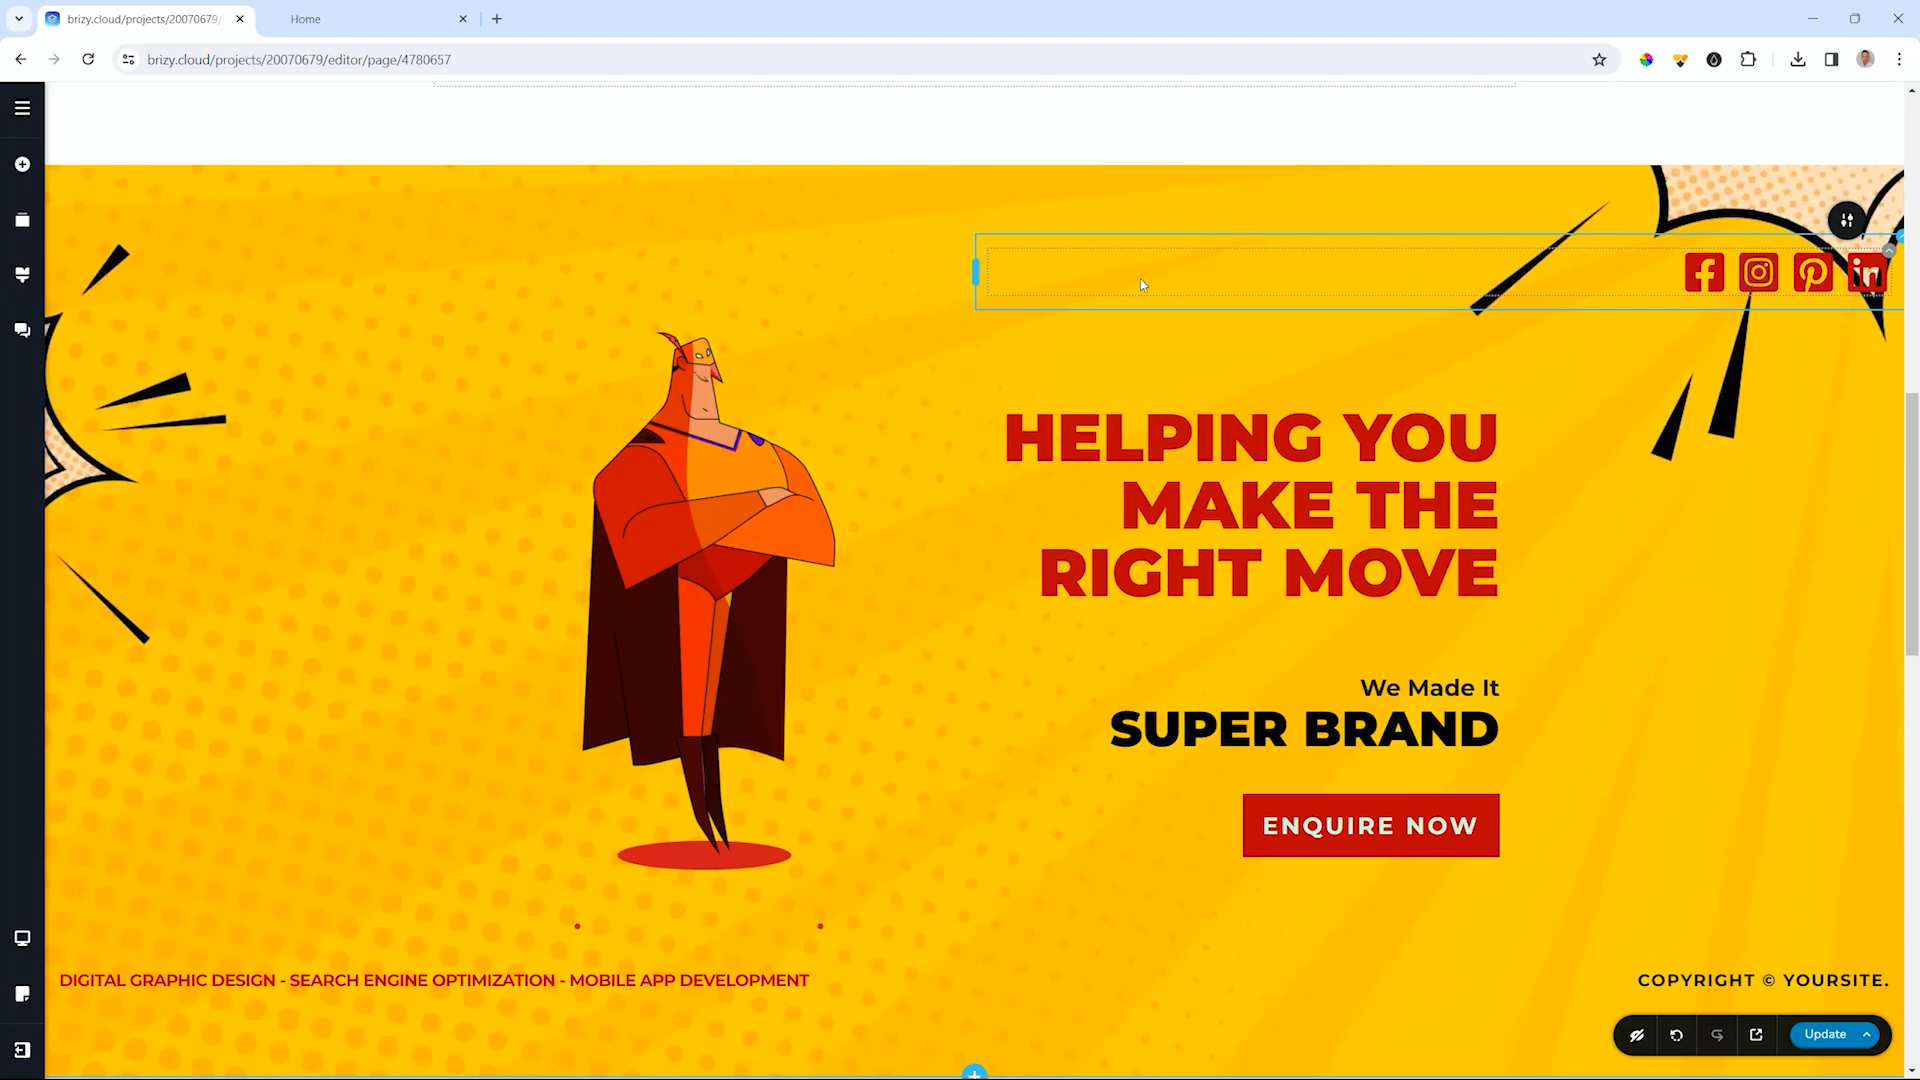 brizy.cloud/projects/20070679/
Home
brizy.cloud/projects/20070679/editor/page/4780657
in
HELPING YOU
MAKE THE
RIGHT MOVE
We Made It
SUPER BRAND
ENQUIRE NOW
DIGITAL GRAPHIC DESIGN - SEARCH ENGINE OPTIMIZATION - MOBILE APP DEVELOPMENT
COPYRIGHT © YOURSITE.
Update